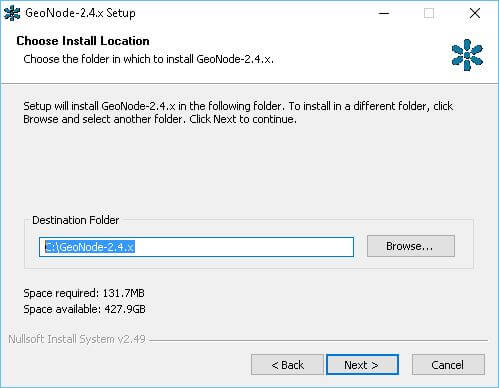 GeoNode-2.4.x Setup
Choose Install Location
Choose the folder in which to install GeoNode-2.4.x.
Setup will install GeoNode-2.4.x in the following folder. To install in a different folder, click
Browse and select another folder. Click Next to continue.
Destination Folder
C:\GeoNode-2.4.x
Browse...
Space required: 131.7MB
Space available: 427.9GB
Nullsoft Install System v2.49
< Back
Next >
Cancel